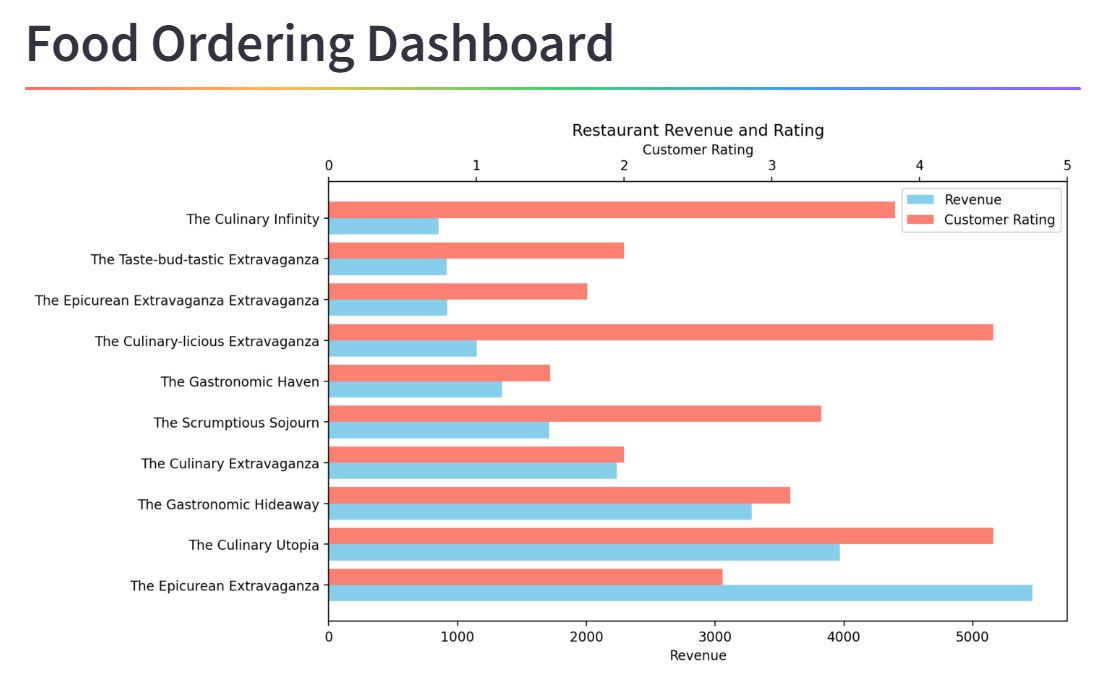 Food Ordering Dashboard
Restaurant Revenue and Rating
Customer Rating
0 1 2 3 4 5
Revenue
Customer Rating
The Culinary Infinity
The Taste-bud-tastic Extravaganza
The Epicurean Extravaganza Extravaganza
The Culinary-licious Extravaganza
The Gastronomic Haven
The Scrumptious Sojourn
The Culinary Extravaganza
The Gastronomic Hideaway
The Culinary Utopia
The Epicurean Extravaganza
0 1000 2000 3000 4000 5000
Revenue